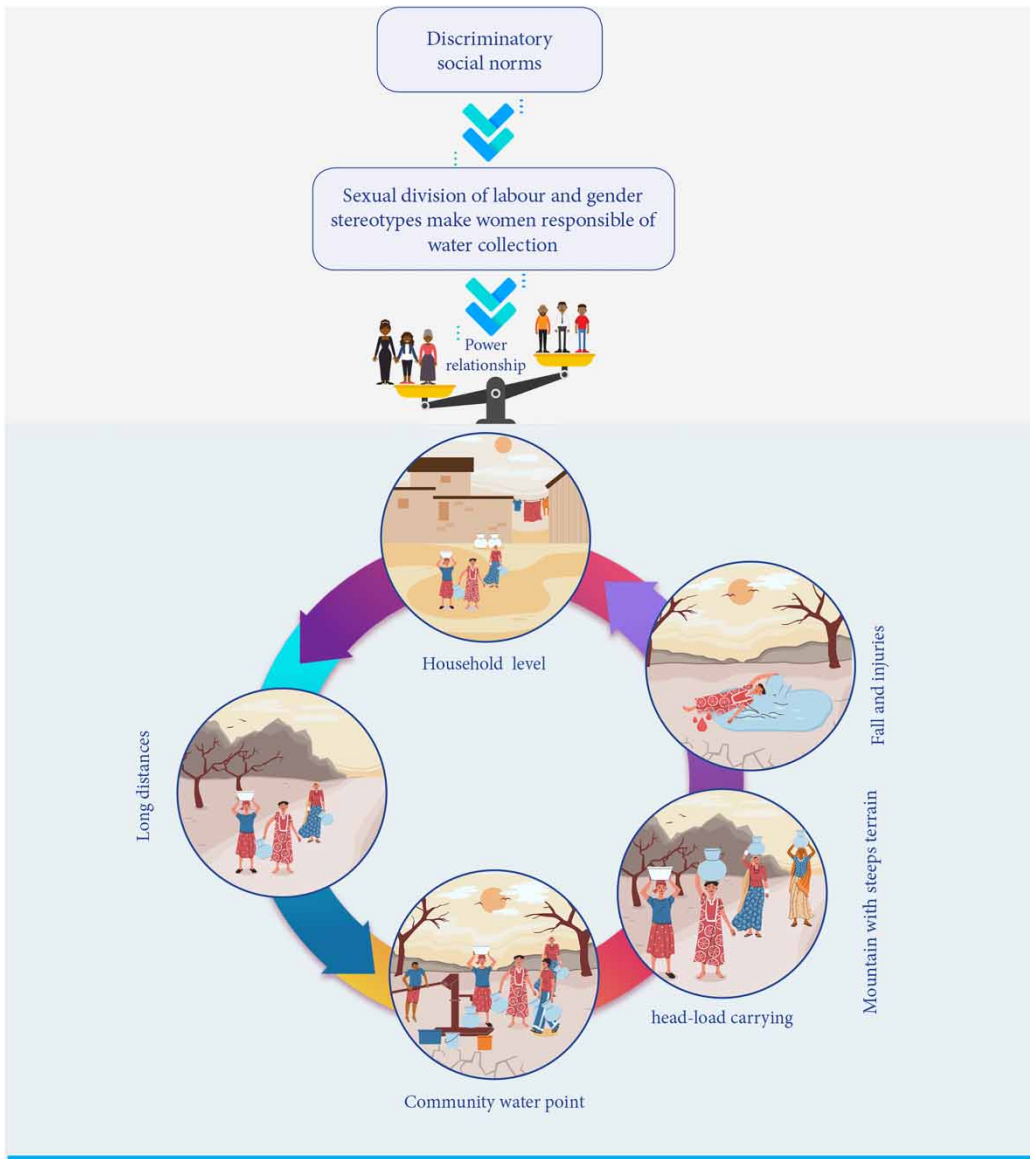 Discriminatory
social norms
Sexual division of labour and gender
stereotypes make women responsible of
water collection
Power
relationship
Household level
Long distances
Community water point
head-load carrying
Mountain with steeps terrain
Fall and injuries